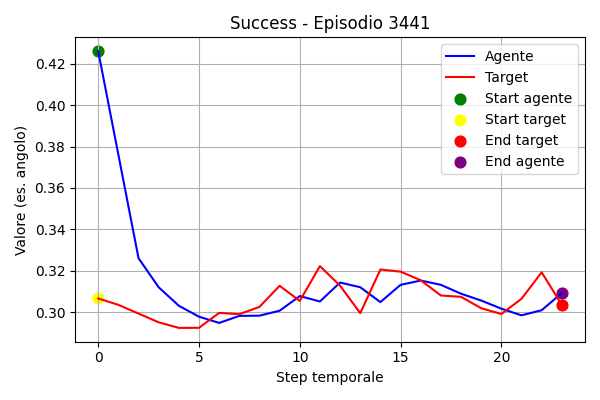 Success - Episodio 3441
Valore (es. angolo)
0.42
0.40
0.38
0.36
0.34
0.32
0.30
Agente
Target
Start agente
Start target
End target
End agente
0
5
10
15
20
Step temporale